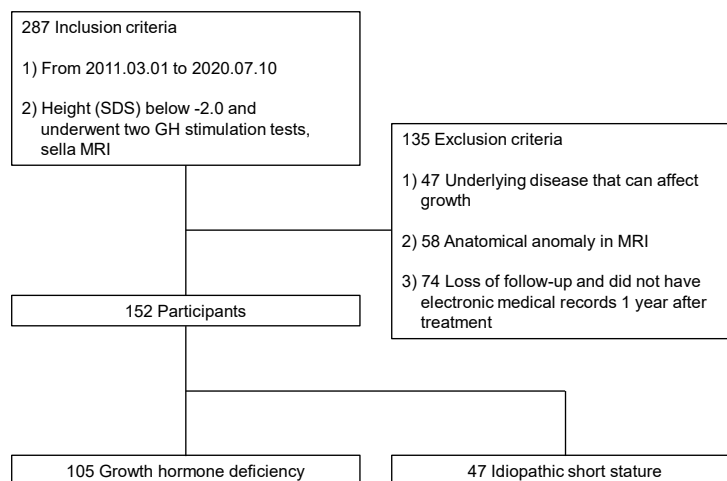 287 Inclusion criteria
1) From 2011.03.01 to 2020.07.10
2) Height (SDS) below -2.0 and
underwent two GH stimulation tests,
sella MRI
135 Exclusion criteria
1) 47 Underlying disease that can affect
growth
2) 58 Anatomical anomaly in MRI
3) 74 Loss of follow-up and did not have
electronic medical records 1 year after
treatment
152 Participants
105 Growth hormone deficiency
47 Idiopathic short stature